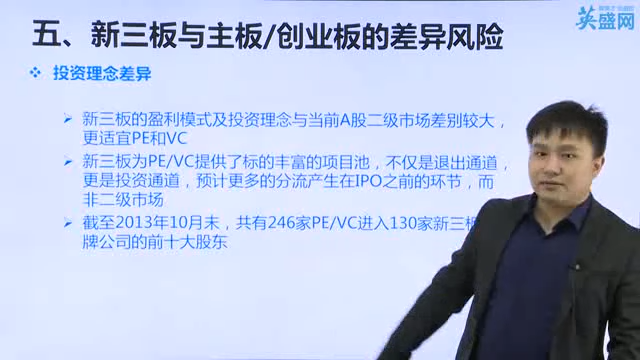 五、新三板与主板/创业板的差异风险
英盛网
投资理念差异
新三板的盈利模式及投资理念与当前A股二级市场差别较大，
更适宜PE和VC
新三板为PE/VC提供了标的丰富的项目池，不仅是退出通道，
更是投资通道，预计更多的分流产生在IPO之前的环节，而
非二级市场
截至2013年10月末，共有246家PE/VC进入130家新三板
牌公司的前十大股东